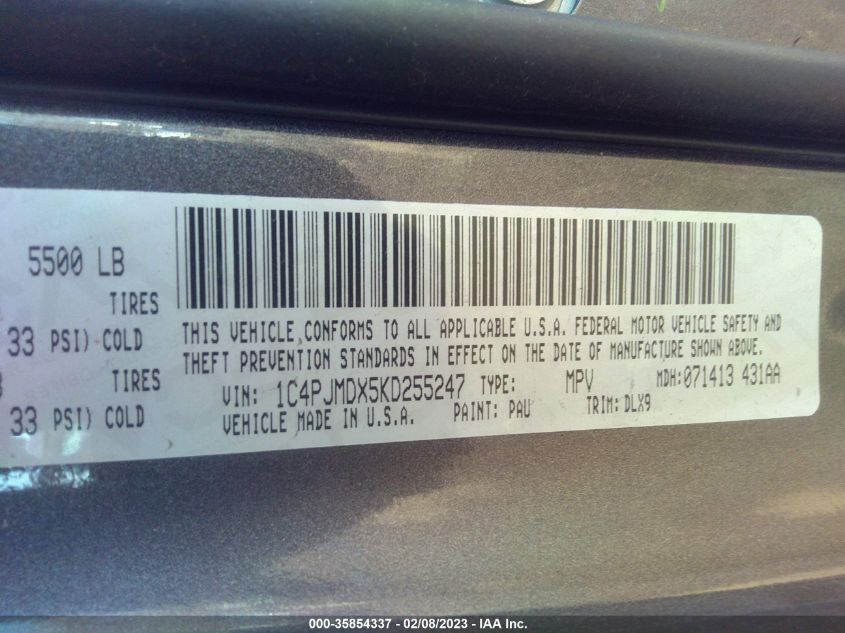 5500 LB
TIRES
33 PSI) COLD
TIRES
33 PSI) COLD
THIS VEHICLE CONFORMS TO ALL APPLICABLE U.S.A. FEDERAL MOTOR VEHICLE SAFETY AND
THEFT PREVENTION STANDARDS IN EFFECT ON THE DATE OF MANUFACTURE SHOWN ABOVE.
VIN: 1C4PJMDX5KD255247 TYPE: MPV MDH: 071413 431AA
VEHICLE MADE IN U.S.A. PAINT: PAU TRIM: DLX9
000-35854337 - 02/08/2023 - IAA Inc.